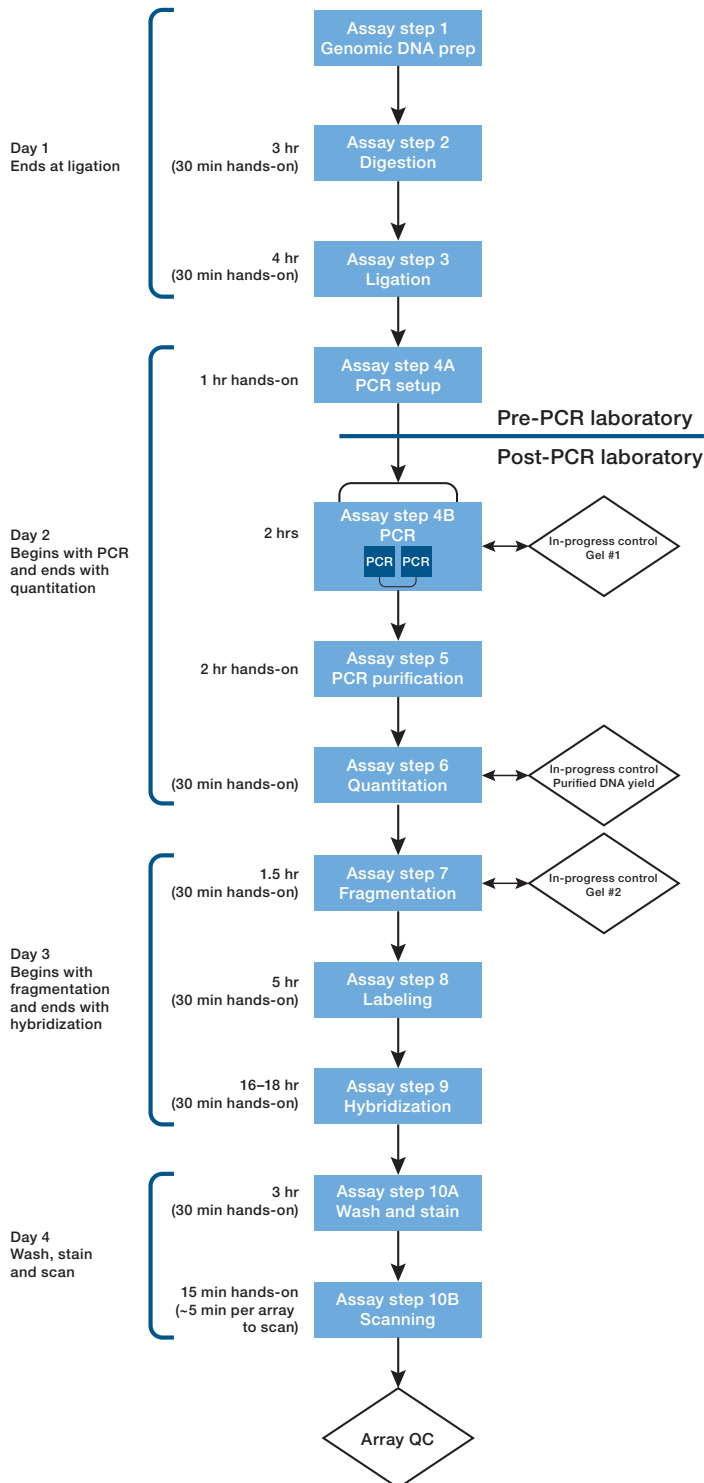 Assay step 1
Genomic DNA prep
Day 1
Ends at ligation
3 hr
(30 min hands-on)
Assay step 2
Digestion
4 hr
(30 min hands-on)
Assay step 3
Ligation
1 hr hands-on
Assay step 4A
PCR setup
Pre-PCR laboratory
Post-PCR laboratory
Day 2
Begins with PCR
and ends with
quantitation
2 hrs
Assay step 4B
PCR
PCR PCR
In-progress control
Gel #1
2 hr hands-on
Assay step 5
PCR purification
(30 min hands-on)
Assay step 6
Quantitation
In-progress control
Purified DNA yield
1.5 hr
(30 min hands-on)
Assay step 7
Fragmentation
In-progress control
Gel #2
Day 3
Begins with
fragmentation
and ends with
hybridization
5 hr
(30 min hands-on)
Assay step 8
Labeling
16–18 hr
(30 min hands-on)
Assay step 9
Hybridization
Day 4
Wash, stain
and scan
3 hr
(30 min hands-on)
Assay step 10A
Wash and stain
15 min hands-on
(~5 min per array
to scan)
Assay step 10B
Scanning
Array QC